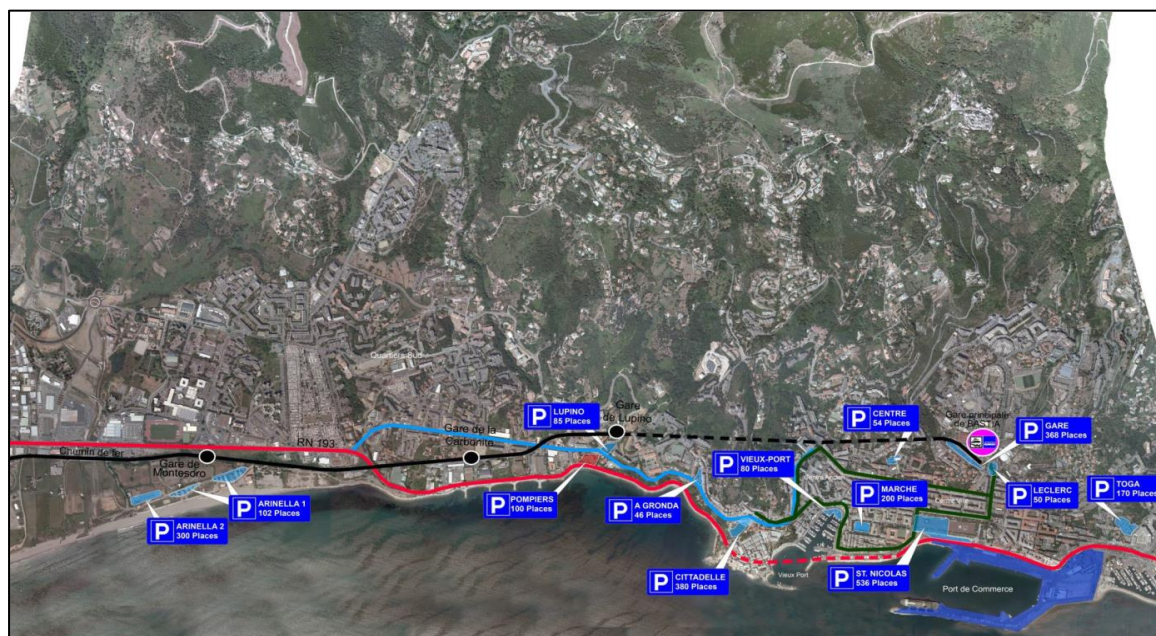 Quartiers Sud
RN 193
Chemin de fer
Gare de
Montesoro
Gare de la
Carbonite
Gare
de Lupino
Gare principale
de BASTIA
Vieux Port
Port de Commerce
P ARINELLA 2
300 Places
P ARINELLA 1
102 Places
P POMPIERS
100 Places
P LUPINO
85 Places
P A GRONDA
46 Places
P CITTADELLE
380 Places
P VIEUX-PORT
80 Places
P CENTRE
54 Places
P MARCHE
200 Places
P ST. NICOLAS
536 Places
P GARE
368 Places
P LECLERC
50 Places
P TOGA
170 Places